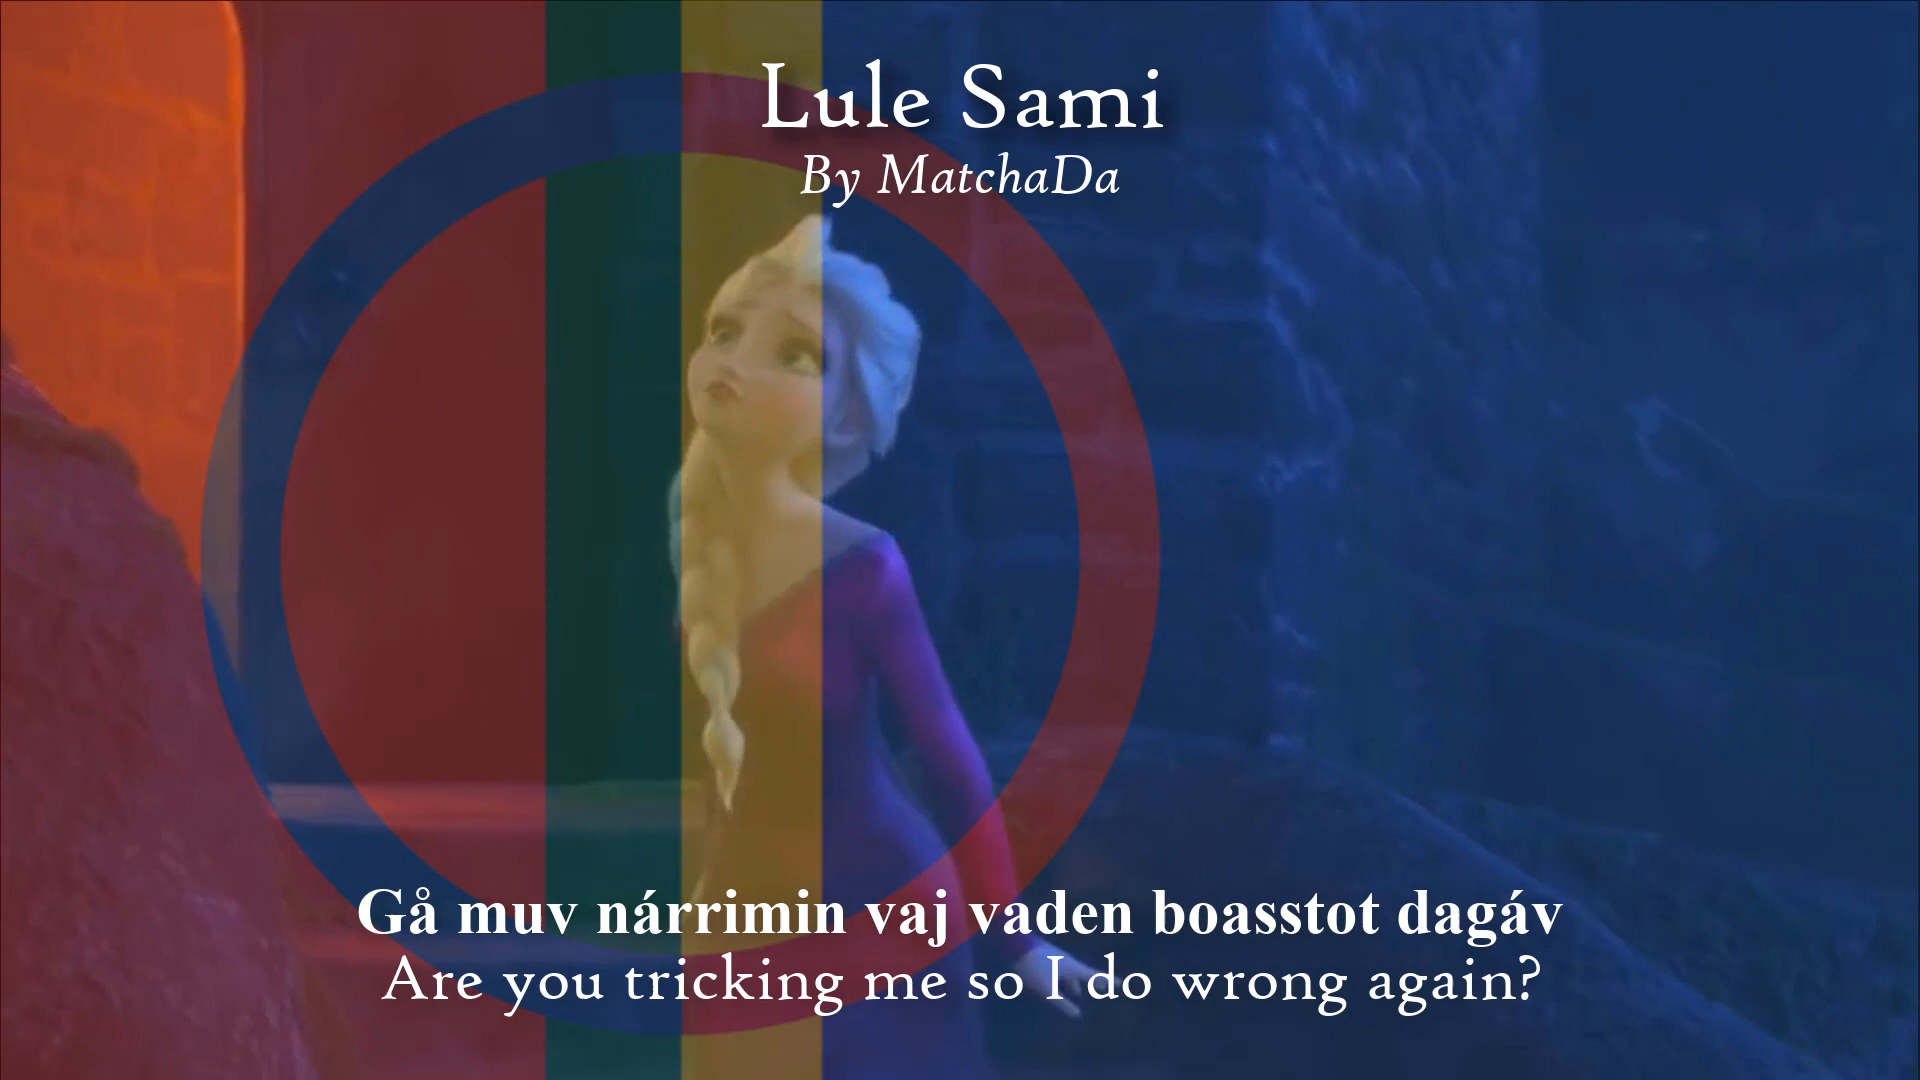 Lule Sami
By MatchaDa
Gå muv nárrimin vaj vaden boasstot dagáv
Are you tricking me so I do wrong again?